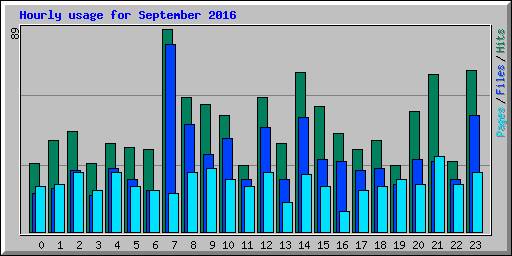 Hourly usage for September 2016
89
Pages/Files/Hits
0 1 2 3 4 5 6 7 8 9 10 11 12 13 14 15 16 17 18 19 20 21 22 23